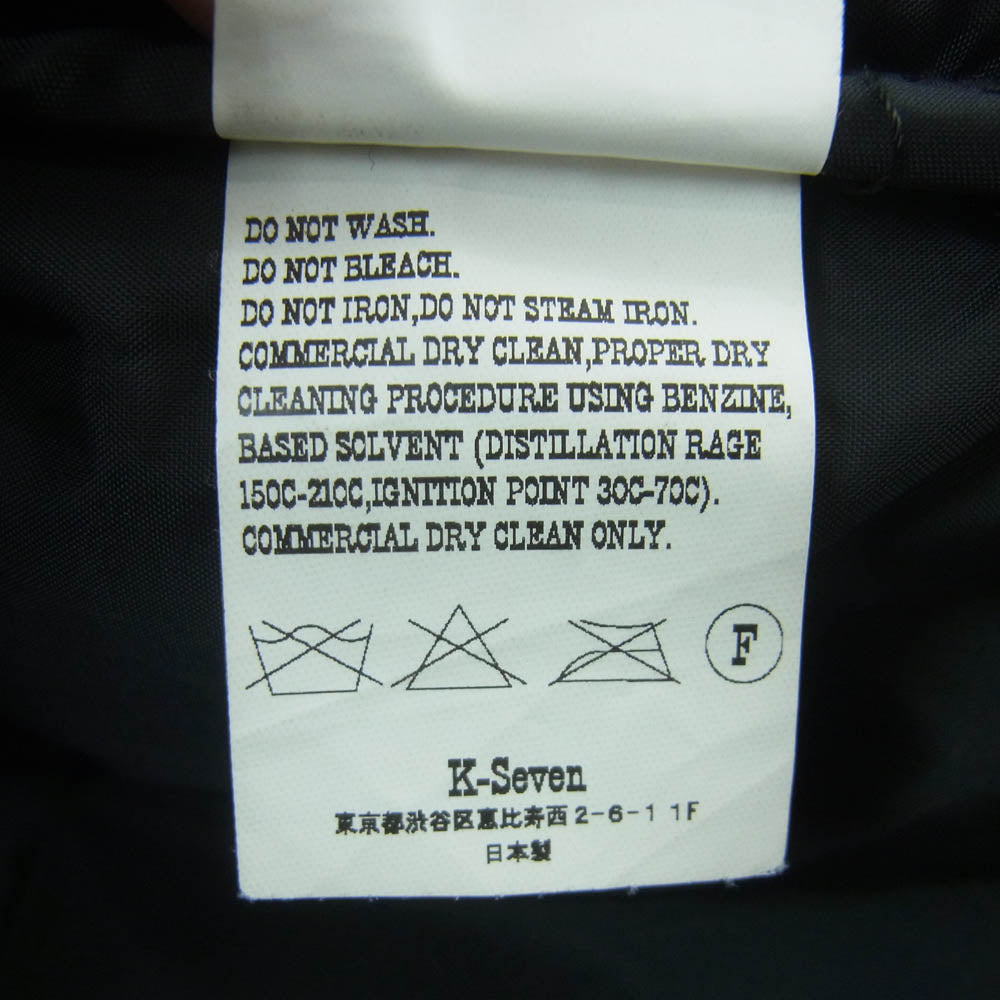 DO NOT WASH.
DO NOT BLEACH.
DO NOT IRON,DO NOT STEAM IRON.
COMMERCIAL DRY CLEAN,PROPER DRY
CLEANING PROCEDURE USING BENZINE,
BASED SOLVENT (DISTILLATION RAGE
150C-210C,IGNITION POINT 30C-70C).
COMMERCIAL DRY CLEAN ONLY.
F
K-Seven
東京都渋谷区恵比寿西2-6-1 1F
日本製